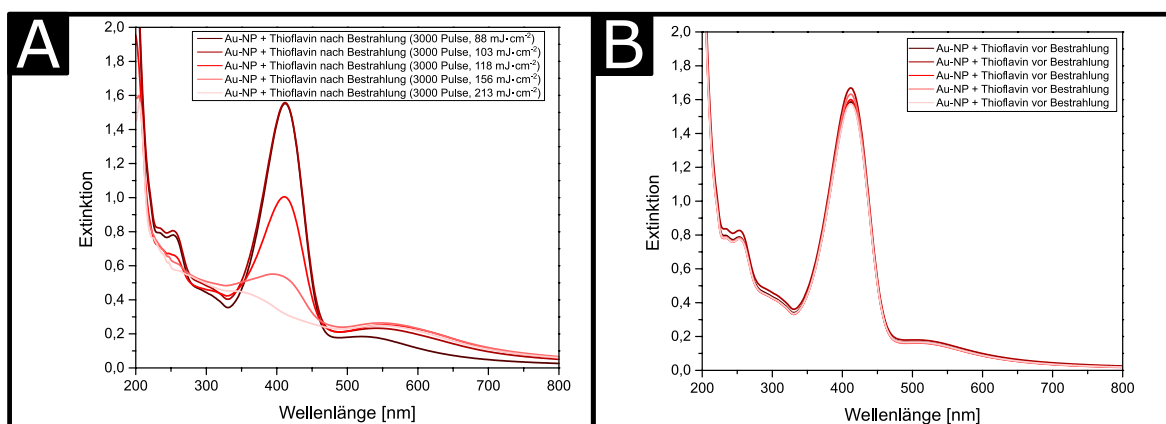 A
2,0
1,8
1,6
1,4
1,2
1,0
0,8
0,6
0,4
0,2
0,0
Extinktion
Au-NP + Thioflavin nach Bestrahlung (3000 Pulse, 88 mJ·cm⁻²)
Au-NP + Thioflavin nach Bestrahlung (3000 Pulse, 103 mJ·cm⁻²)
Au-NP + Thioflavin nach Bestrahlung (3000 Pulse, 118 mJ·cm⁻²)
Au-NP + Thioflavin nach Bestrahlung (3000 Pulse, 156 mJ·cm⁻²)
Au-NP + Thioflavin nach Bestrahlung (3000 Pulse, 213 mJ·cm⁻²)
200 300 400 500 600 700 800
Wellenlänge [nm]
B
2,0
1,8
1,6
1,4
1,2
1,0
0,8
0,6
0,4
0,2
0,0
Extinktion
Au-NP + Thioflavin vor Bestrahlung
Au-NP + Thioflavin vor Bestrahlung
Au-NP + Thioflavin vor Bestrahlung
Au-NP + Thioflavin vor Bestrahlung
Au-NP + Thioflavin vor Bestrahlung
200 300 400 500 600 700 800
Wellenlänge [nm]